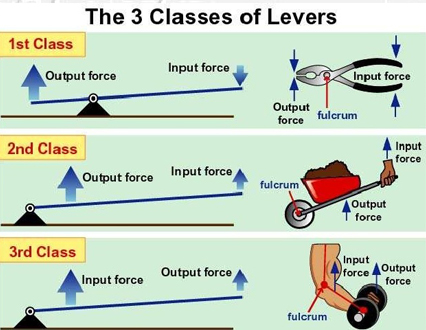 The 3 Classes of Levers
1st Class
Output force
Input force
Input force
Output
force
fulcrum
2nd Class
Output force
Input force
Input
force
fulcrum
Output
force
3rd Class
Input force
Output force
Input
force
Output
force
fulcrum